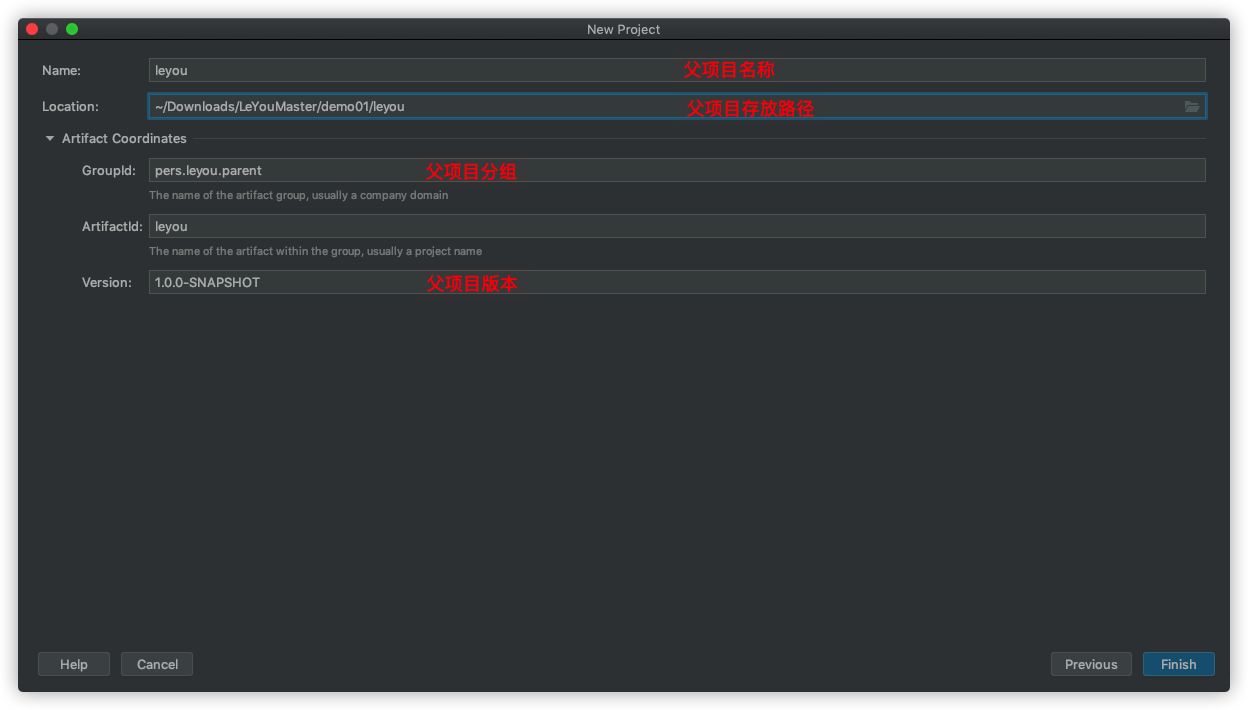 New Project
Name: leyou 父项目名称
Location: ~/Downloads/LeYouMaster/demo01/leyou 父项目存放路径
Artifact Coordinates
GroupId: pers.leyou.parent 父项目分组
The name of the artifact group, usually a company domain
ArtifactId: leyou
The name of the artifact within the group, usually a project name
Version: 1.0.0-SNAPSHOT 父项目版本
Help Cancel Previous Finish